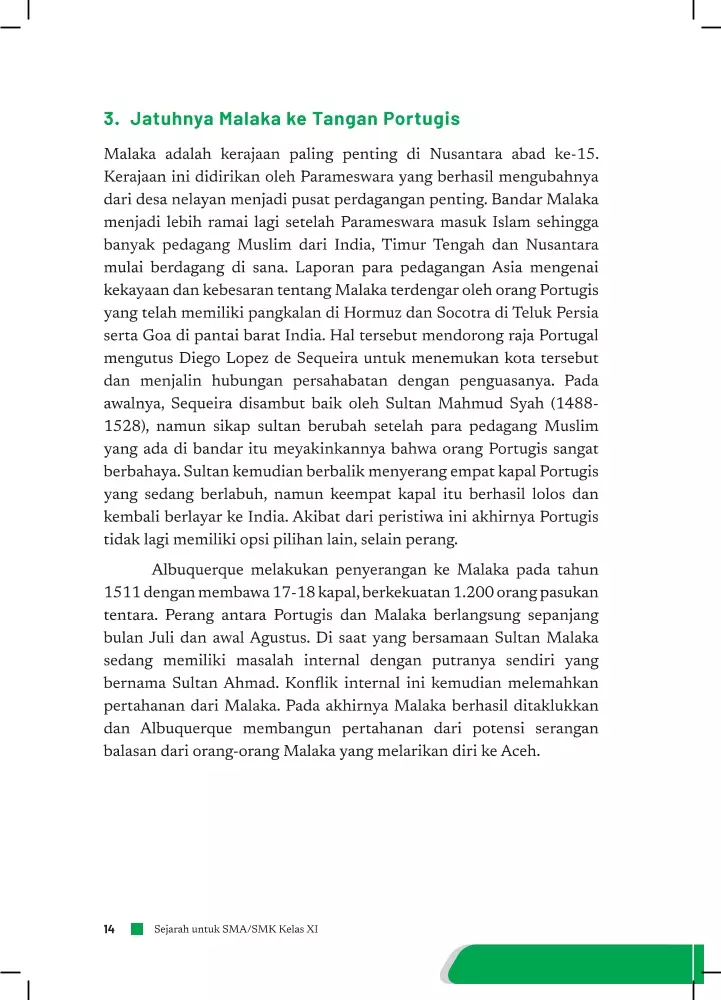 3. Jatuhnya Malaka ke Tangan Portugis
Malaka adalah kerajaan paling penting di Nusantara abad ke-15.
Kerajaan ini didirikan oleh Parameswara yang berhasil mengubahnya
dari desa nelayan menjadi pusat perdagangan penting. Bandar Malaka
menjadi lebih ramai lagi setelah Parameswara masuk Islam sehingga
banyak pedagang Muslim dari India, Timur Tengah dan Nusantara
mulai berdagang di sana. Laporan para pedagangan Asia mengenai
kekayaan dan kebesaran tentang Malaka terdengar oleh orang Portugis
yang telah memiliki pangkalan di Hormuz dan Socotra di Teluk Persia
serta Goa di pantai barat India. Hal tersebut mendorong raja Portugal
mengutus Diego Lopez de Sequeira untuk menemukan kota tersebut
dan menjalin hubungan persahabatan dengan penguasanya. Pada
awalnya, Sequeira disambut baik oleh Sultan Mahmud Syah (1488-
1528), namun sikap sultan berubah setelah para pedagang Muslim
yang ada di bandar itu meyakinkannya bahwa orang Portugis sangat
berbahaya. Sultan kemudian berbalik menyerang empat kapal Portugis
yang sedang berlabuh, namun keempat kapal itu berhasil lolos dan
kembali berlayar ke India. Akibat dari peristiwa ini akhirnya Portugis
tidak lagi memiliki opsi pilihan lain, selain perang.
Albuquerque melakukan penyerangan ke Malaka pada tahun
1511 dengan membawa 17-18 kapal, berkekuatan 1.200 orang pasukan
tentara. Perang antara Portugis dan Malaka berlangsung sepanjang
bulan Juli dan awal Agustus. Di saat yang bersamaan Sultan Malaka
sedang memiliki masalah internal dengan putranya sendiri yang
bernama Sultan Ahmad. Konflik internal ini kemudian melemahkan
pertahanan dari Malaka. Pada akhirnya Malaka berhasil ditaklukkan
dan Albuquerque membangun pertahanan dari potensi serangan
balasan dari orang-orang Malaka yang melarikan diri ke Aceh.
14 Sejarah untuk SMA/SMK Kelas XI